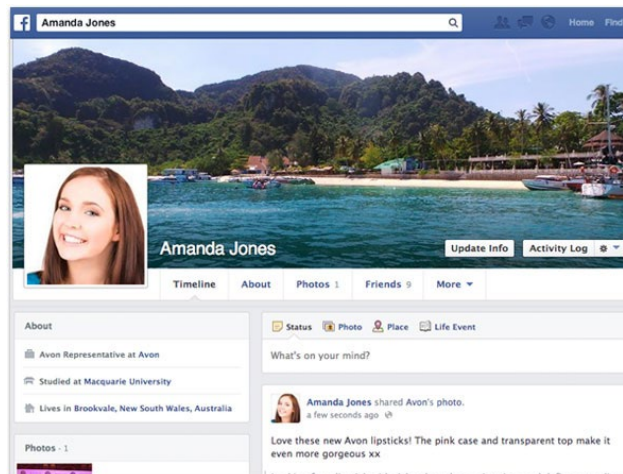 f Amanda Jones Home Find
Amanda Jones
Update Info Activity Log
Timeline About Photos 1 Friends 9 More
About
Avon Representative at Avon
Studied at Macquarie University
Lives in Brookvale, New South Wales, Australia
Photos · 1
Status Photo Place Life Event
What's on your mind?
Amanda Jones shared Avon's photo.
a few seconds ago
Love these new Avon lipsticks! The pink case and transparent top make it
even more gorgeous xx